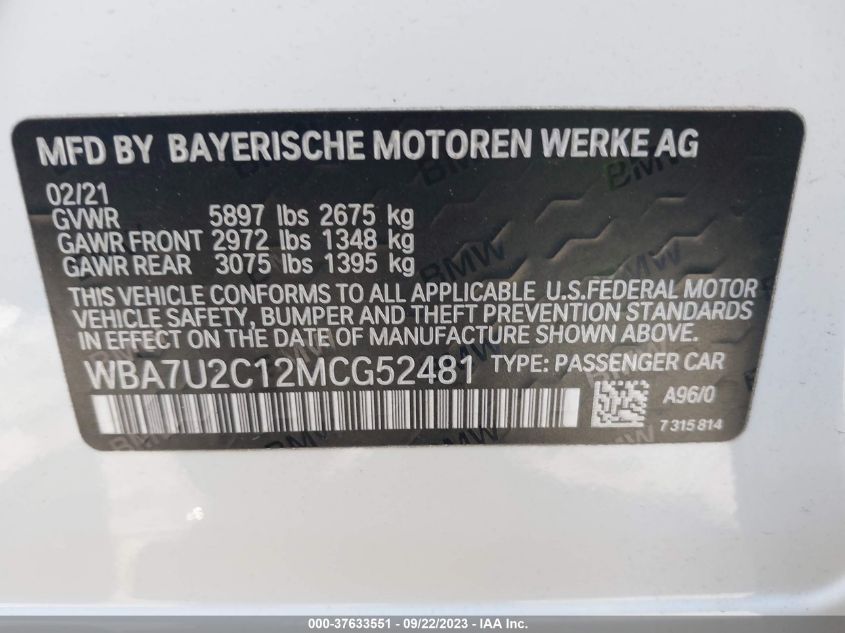 MFD BY BAYERISCHE MOTOREN WERKE AG
02/21
GVWR 5897 lbs 2675 kg
GAWR FRONT 2972 lbs 1348 kg
GAWR REAR 3075 lbs 1395 kg
THIS VEHICLE CONFORMS TO ALL APPLICABLE U.S.FEDERAL MOTOR
VEHICLE SAFETY, BUMPER AND THEFT PREVENTION STANDARDS
IN EFFECT ON THE DATE OF MANUFACTURE SHOWN ABOVE.
WBA7U2C12MCG52481 TYPE: PASSENGER CAR
A96/0
7 315 814
000-37633551 - 09/22/2023 - IAA Inc.